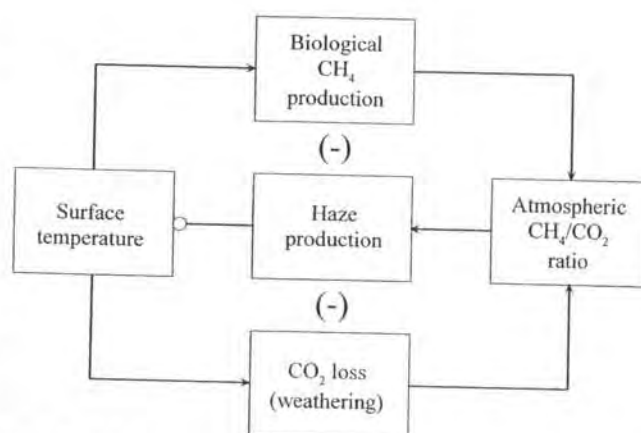 Biological
CH₄
production
(-)
Surface
temperature
Haze
production
Atmospheric
CH₄/CO₂
ratio
(-)
CO₂ loss
(weathering)